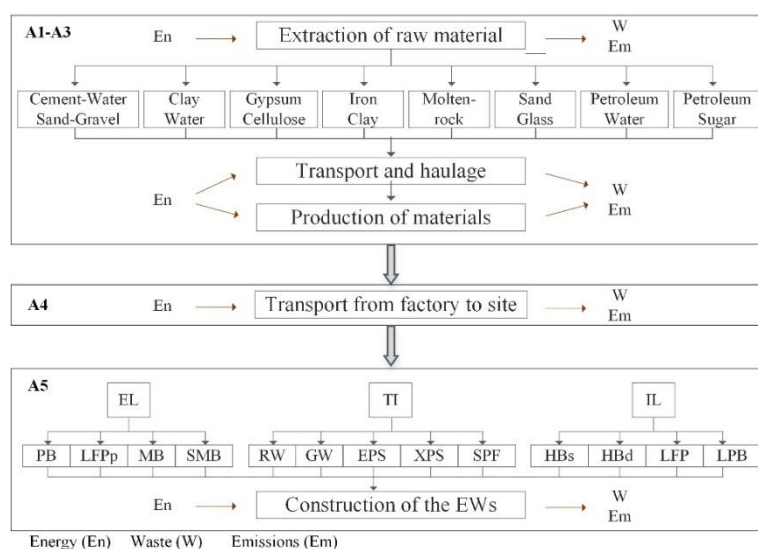 A1-A3
En
Extraction of raw material
W
Em
Cement-Water
Sand-Gravel
Clay
Water
Gypsum
Cellulose
Iron
Clay
Molten-
rock
Sand
Glass
Petroleum
Water
Petroleum
Sugar
En
Transport and haulage
Production of materials
W
Em
A4
En
Transport from factory to site
W
Em
A5
EL
TI
IL
PB LFPp MB SMB RW GW EPS XPS SPF HBs HBd LFP LPB
En
Construction of the EWs
W
Em
Energy (En) Waste (W) Emissions (Em)